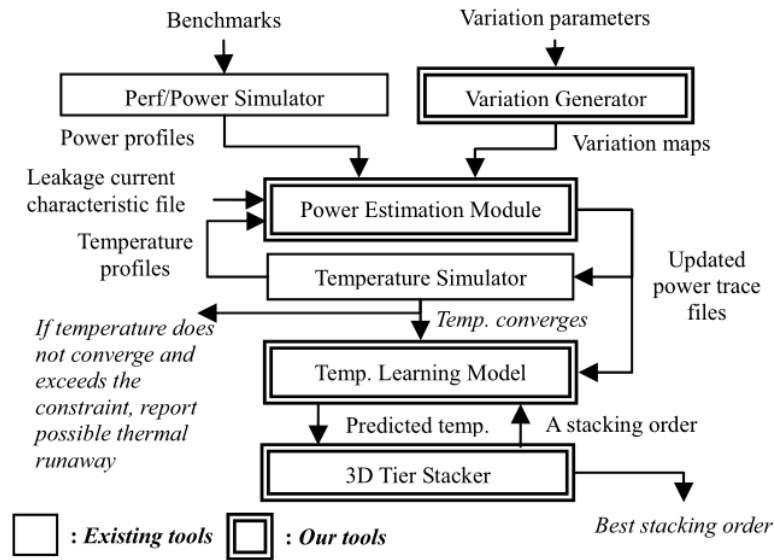 Benchmarks
Variation parameters
Perf/Power Simulator
Variation Generator
Power profiles
Variation maps
Leakage current
characteristic file
Power Estimation Module
Temperature
profiles
Temperature Simulator
Updated
power trace
files
Temp. converges
If temperature does
not converge and
exceeds the
constraint, report
possible thermal
runaway
Temp. Learning Model
Predicted temp.
A stacking order
3D Tier Stacker
Best stacking order
: Existing tools
: Our tools